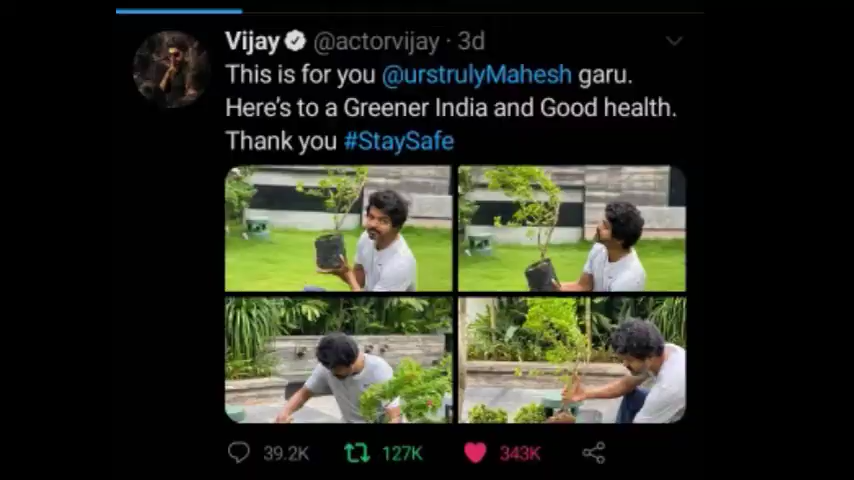 Vijay @actorvijay · 3d
This is for you @urstrulyMahesh garu.
Here's to a Greener India and Good health.
Thank you #StaySafe
39.2K 127K 343K